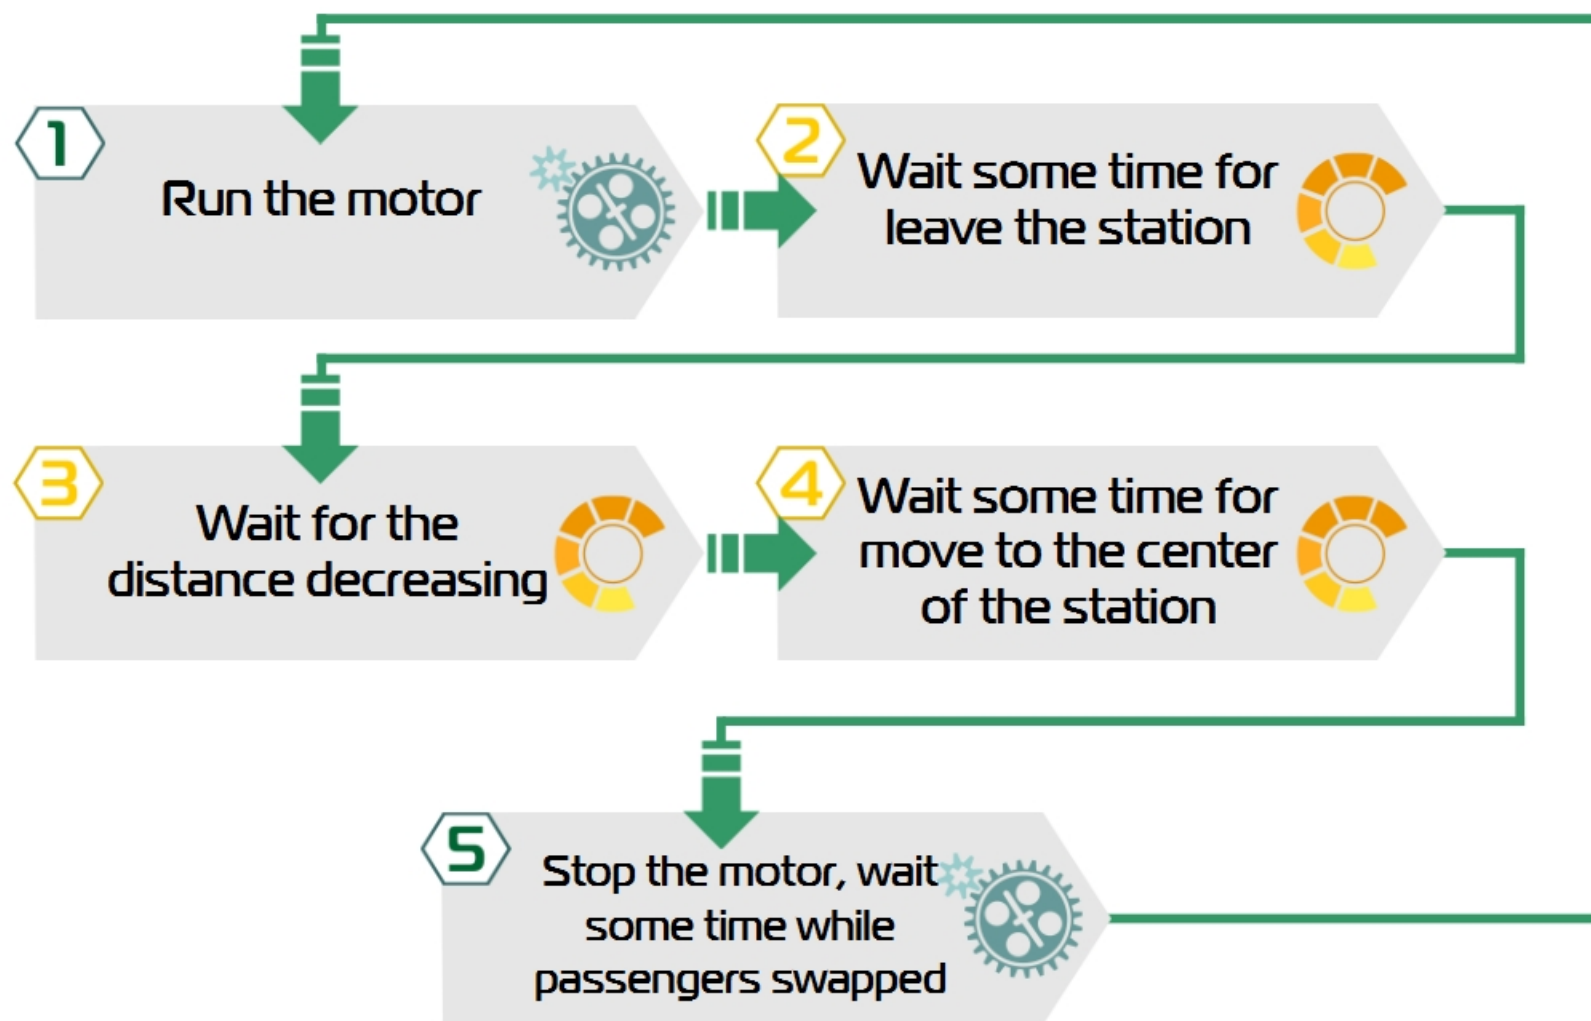 1
Run the motor
2
Wait some time for
leave the station
3
Wait for the
distance decreasing
4
Wait some time for
move to the center
of the station
5
Stop the motor, wait
some time while
passengers swapped